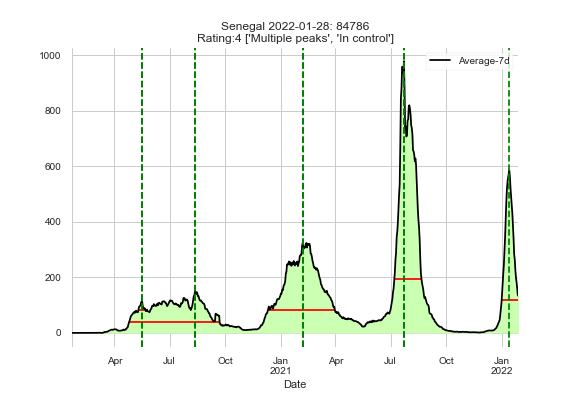 Senegal 2022-01-28: 84786
Rating:4 ['Multiple peaks', 'In control']
Average-7d
1000
800
600
400
200
0
Apr Jul Oct Jan Apr Jul Oct Jan
2021 2022
Date